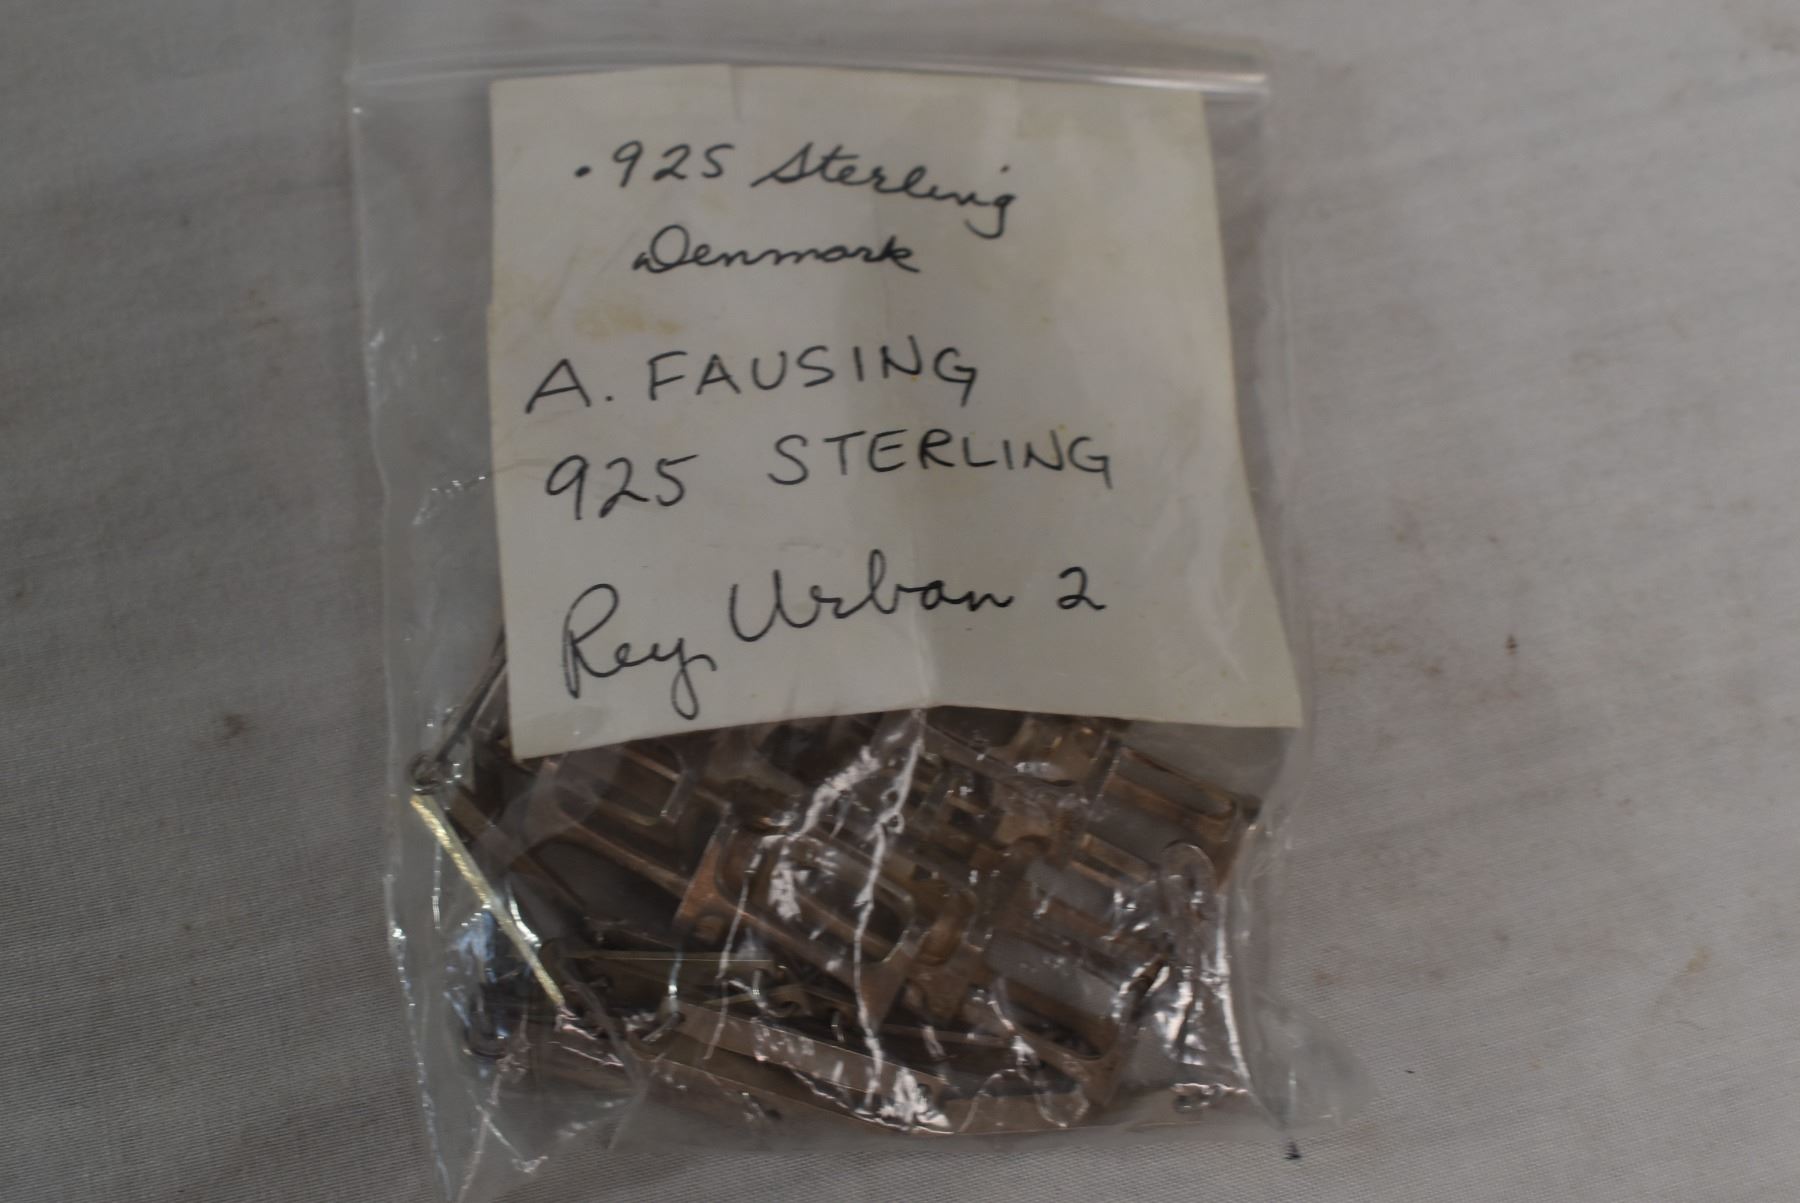 .925 Sterling
Denmark
A. FAUSING
925 STERLING
Rey Urban 2